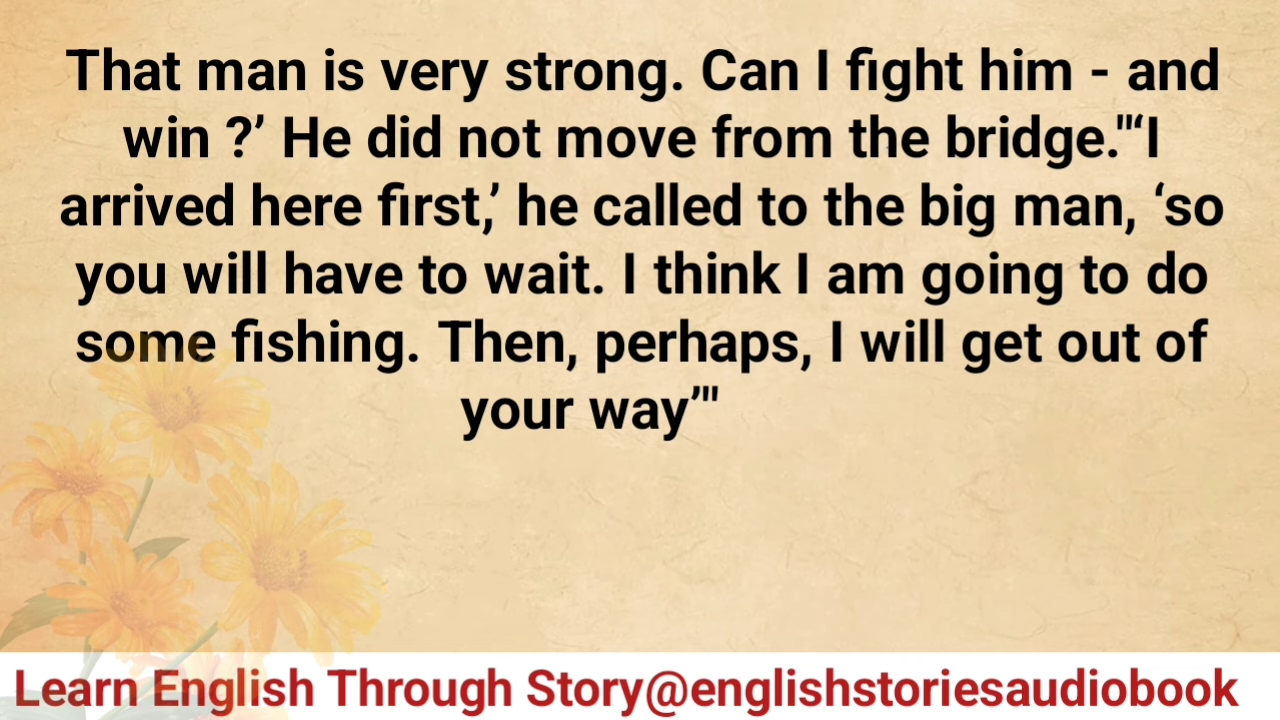 That man is very strong. Can I fight him - and
win ?’ He did not move from the bridge."‘I
arrived here first,’ he called to the big man, ‘so
you will have to wait. I think I am going to do
some fishing. Then, perhaps, I will get out of
your way’"
Learn English Through Story@englishstoriesaudiobook